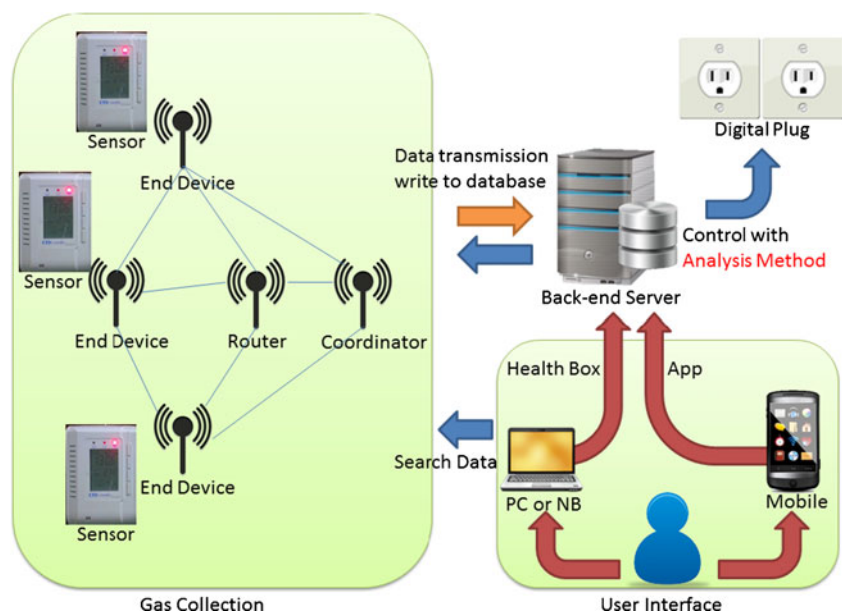 Sensor
End Device
Sensor
End Device
Router
Coordinator
Sensor
End Device
Gas Collection
Data transmission
write to database
Back-end Server
Digital Plug
Control with
Analysis Method
Search Data
Health Box
App
PC or NB
Mobile
User Interface